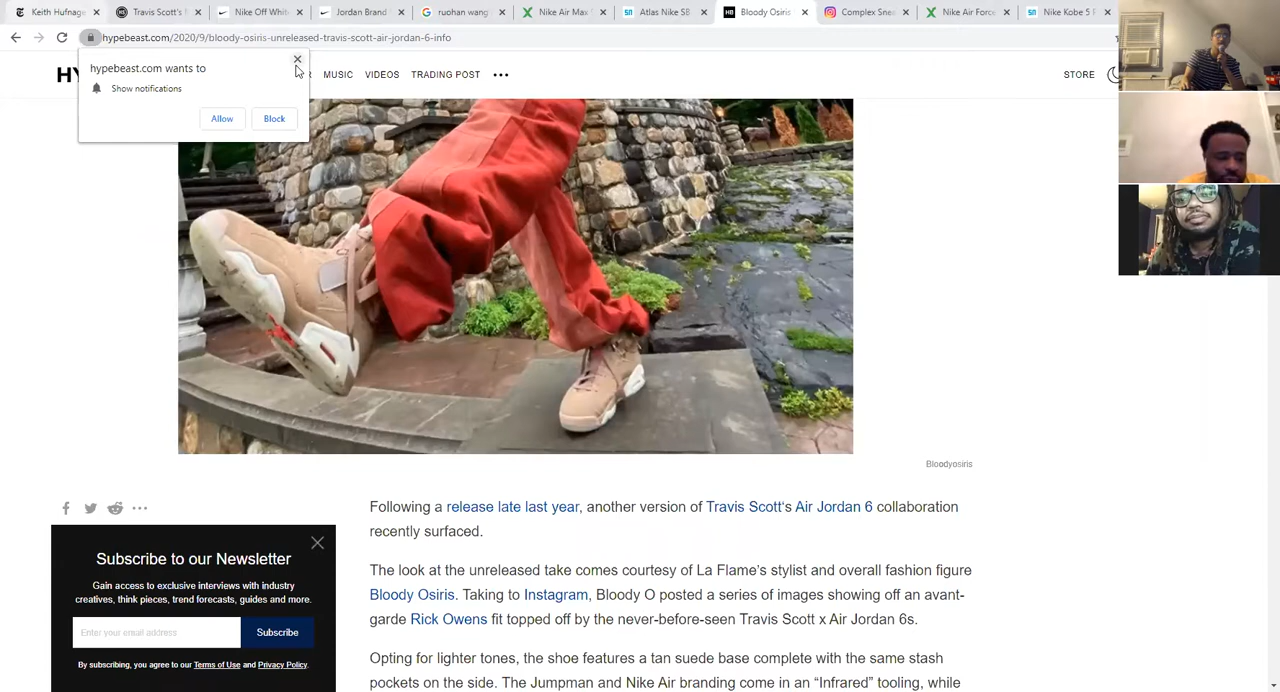 Keith Hufnag
Travis Scott's
Nike Off Whit
Jordan Brand
ruohan wang
Nike Air Max
Atlas Nike SB
Bloody Osiris
Complex Snea
Nike Air Force
Nike Kobe 5 P
hypebeast.com/2020/9/bloody-osiris-unreleased-travis-scott-air-jordan-6-info
hypebeast.com wants to
Show notifications
Allow
Block
HY
R
MUSIC
VIDEOS
TRADING POST
STORE
Bloodyosiris
Following a release late last year, another version of Travis Scott's Air Jordan 6 collaboration
recently surfaced.
The look at the unreleased take comes courtesy of La Flame's stylist and overall fashion figure
Bloody Osiris. Taking to Instagram, Bloody O posted a series of images showing off an avant-
garde Rick Owens fit topped off by the never-before-seen Travis Scott x Air Jordan 6s.
Opting for lighter tones, the shoe features a tan suede base complete with the same stash
pockets on the side. The Jumpman and Nike Air branding come in an “Infrared” tooling, while
Subscribe to our Newsletter
Gain access to exclusive interviews with industry
creatives, think pieces, trend forecasts, guides and more.
Enter your email address
Subscribe
By subscribing, you agree to our Terms of Use and Privacy Policy.